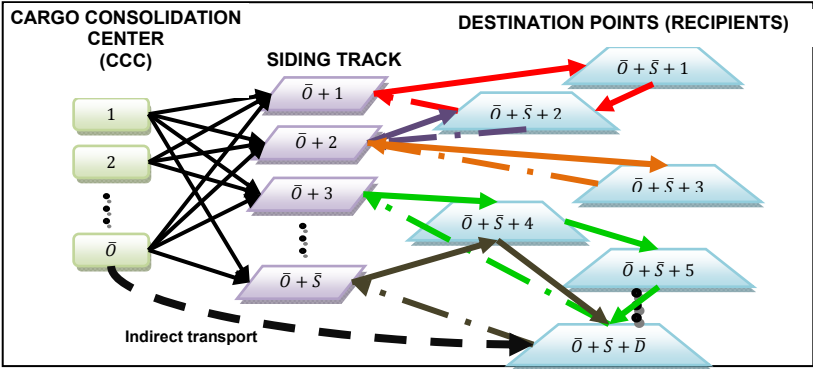 CARGO CONSOLIDATION
CENTER
(CCC)
SIDING TRACK
DESTINATION POINTS (RECIPIENTS)
1
2
Ō
Ō + 1
Ō + 2
Ō + 3
Ō + S̄
Ō + S̄ + 1
Ō + S̄ + 2
Ō + S̄ + 3
Ō + S̄ + 4
Ō + S̄ + 5
Ō + S̄ + D̄
Indirect transport